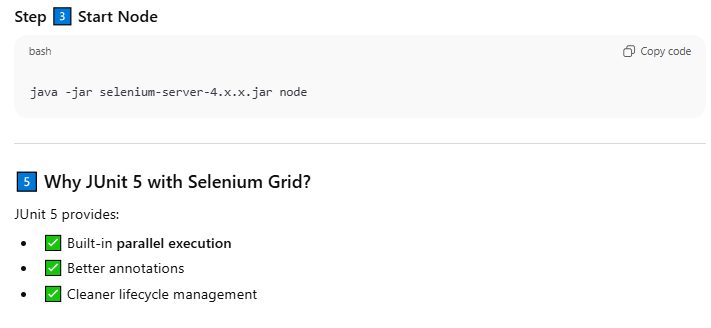 Step 3 Start Node
bash
Copy code
java -jar selenium-server-4.x.x.jar node
5 Why JUnit 5 with Selenium Grid?
JUnit 5 provides:
• ✅ Built-in parallel execution
• ✅ Better annotations
• ✅ Cleaner lifecycle management